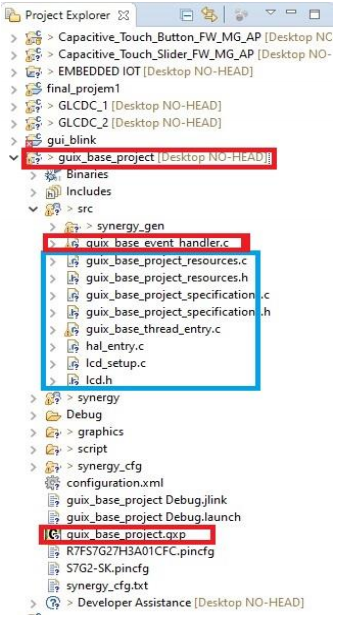 Project Explorer
> Capacitive_Touch_Button_FW_MG_AP [Desktop NO
> Capacitive_Touch_Slider_FW_MG_AP [Desktop NO-
> EMBEDDED IOT [Desktop NO-HEAD]
final_projem1
> GLCDC_1 [Desktop NO-HEAD]
> GLCDC_2 [Desktop NO-HEAD]
gui_blink
> guix_base_project [Desktop NO-HEAD]
Binaries
Includes
> src
> synergy_gen
guix_base_event_handler.c
guix_base_project_resources.c
guix_base_project_resources.h
guix_base_project_specifications.c
guix_base_project_specifications.h
guix_base_thread_entry.c
hal_entry.c
lcd_setup.c
lcd.h
> synergy
Debug
> graphics
> script
> synergy_cfg
configuration.xml
guix_base_project Debug.jlink
guix_base_project Debug.launch
guix_base_project.gxp
R7FS7G27H3A01CFC.pincfg
S7G2-SK.pincfg
synergy_cfg.txt
> Developer Assistance [Desktop NO-HEAD]